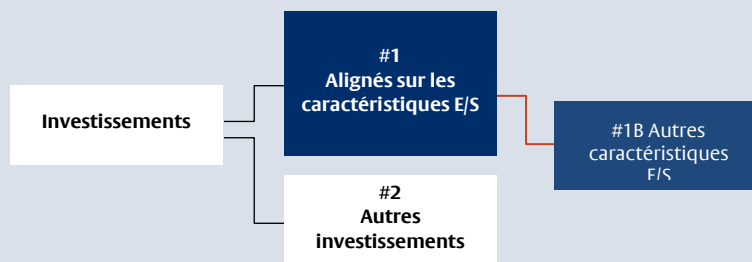 Investissements
#1
Alignés sur les
caractéristiques E/S
#2
Autres
investissements
#1B Autres
caractéristiques
E/S